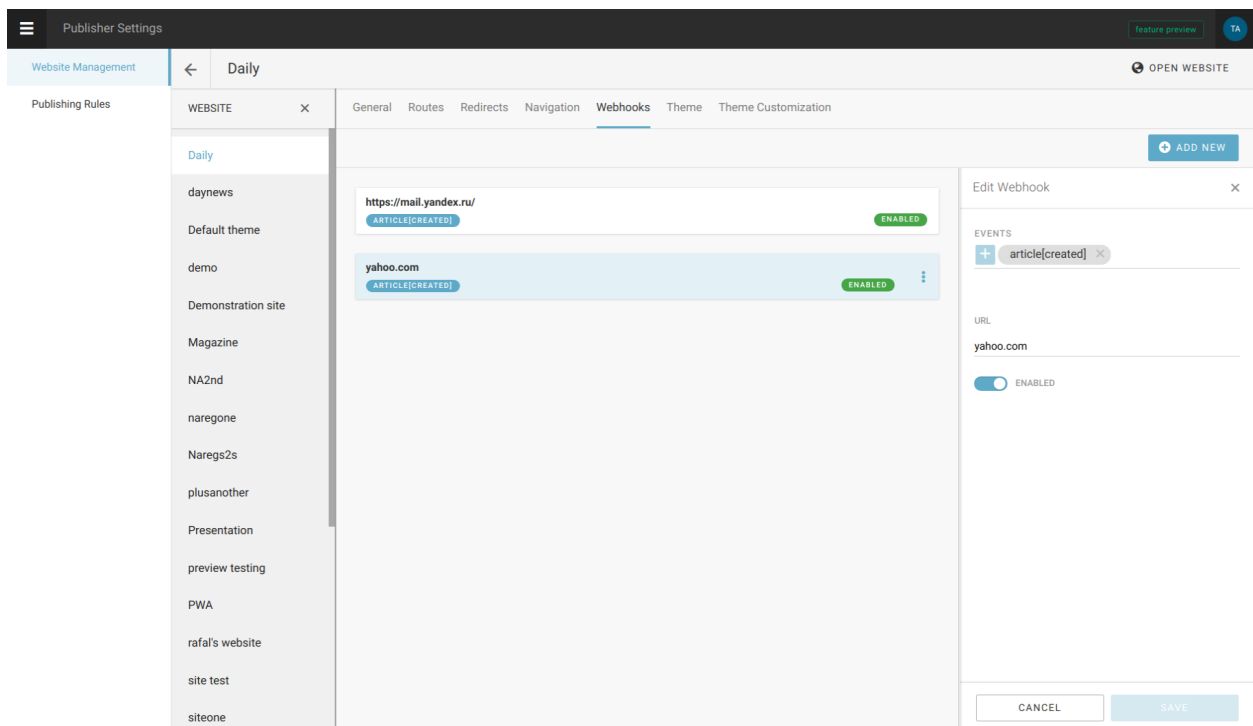 Publisher Settings
feature preview
TA
Website Management
Publishing Rules
Daily
OPEN WEBSITE
WEBSITE
General Routes Redirects Navigation Webhooks Theme Theme Customization
ADD NEW
Daily
daynews
Default theme
demo
Demonstration site
Magazine
NA2nd
naregone
Naregs2s
plusanother
Presentation
preview testing
PWA
rafal's website
site test
siteone
https://mail.yandex.ru/
ARTICLE[CREATED]
ENABLED
yahoo.com
ARTICLE[CREATED]
ENABLED
Edit Webhook
EVENTS
article[created]
URL
yahoo.com
ENABLED
CANCEL
SAVE